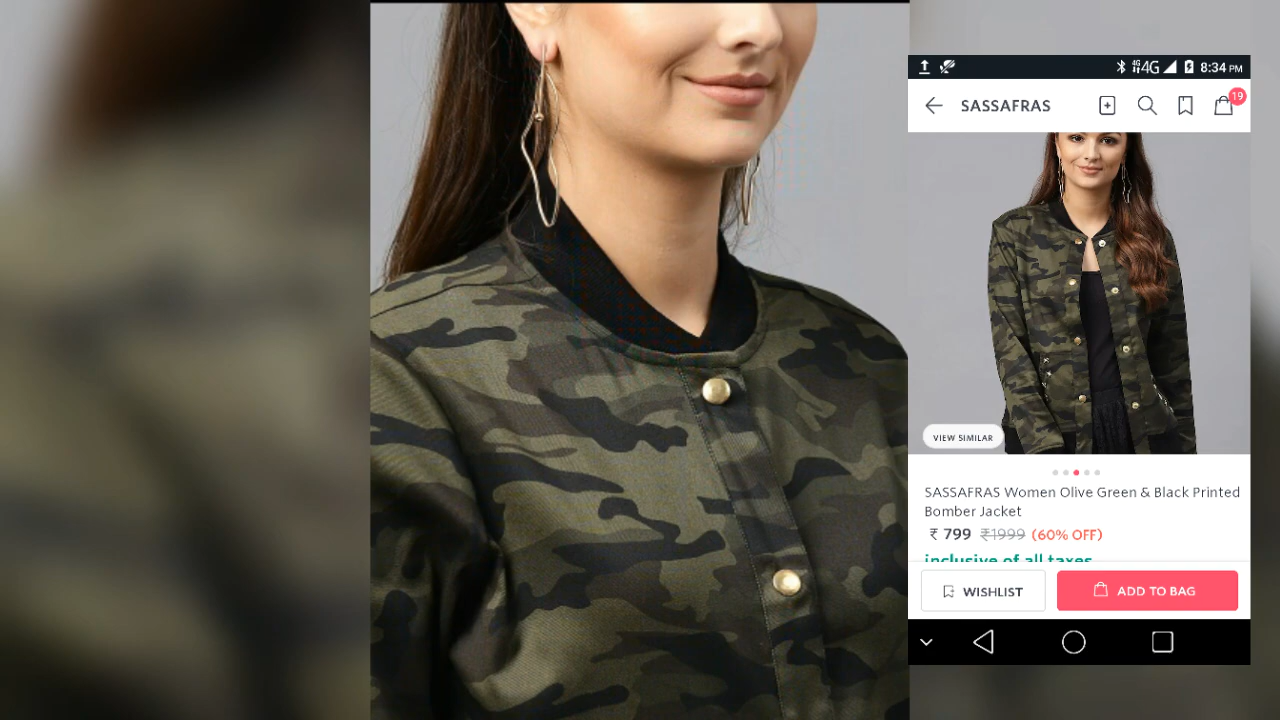 4G 8:34 PM
SASSAFRAS 19
VIEW SIMILAR
SASSAFRAS Women Olive Green & Black Printed
Bomber Jacket
₹ 799 ₹1999 (60% OFF)
inclusive of all taxes
WISHLIST ADD TO BAG